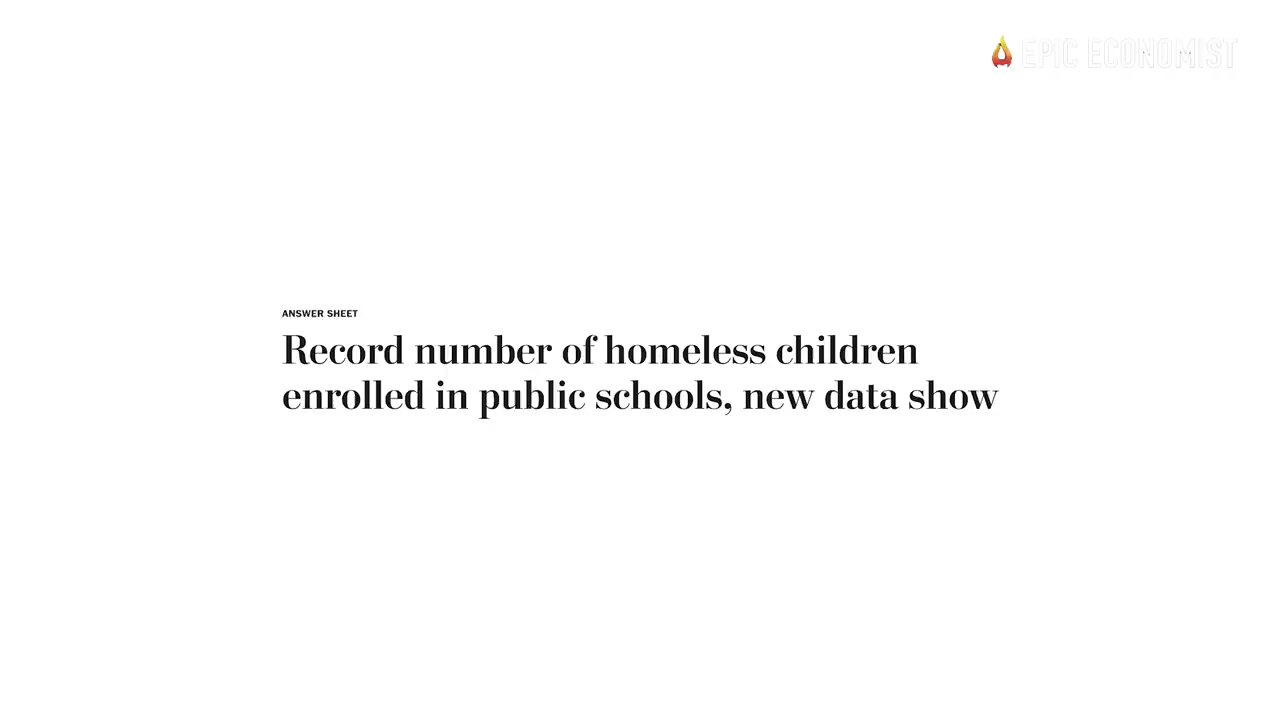 EPIC ECONOMIST
ANSWER SHEET
Record number of homeless children
enrolled in public schools, new data show